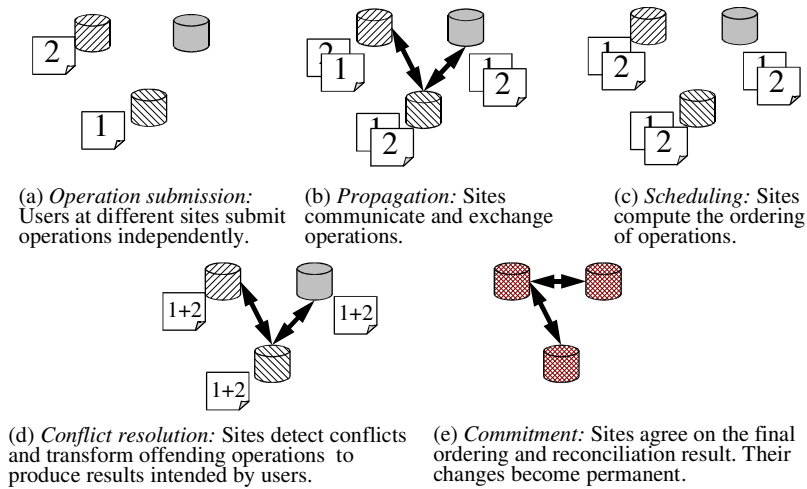 2
1
2
1
1
2
1
2
1
2
1
2
1
2
(a) Operation submission:
Users at different sites submit
operations independently.
(b) Propagation: Sites
communicate and exchange
operations.
(c) Scheduling: Sites
compute the ordering
of operations.
1+2
1+2
1+2
(d) Conflict resolution: Sites detect conflicts
and transform offending operations to
produce results intended by users.
(e) Commitment: Sites agree on the final
ordering and reconciliation result. Their
changes become permanent.